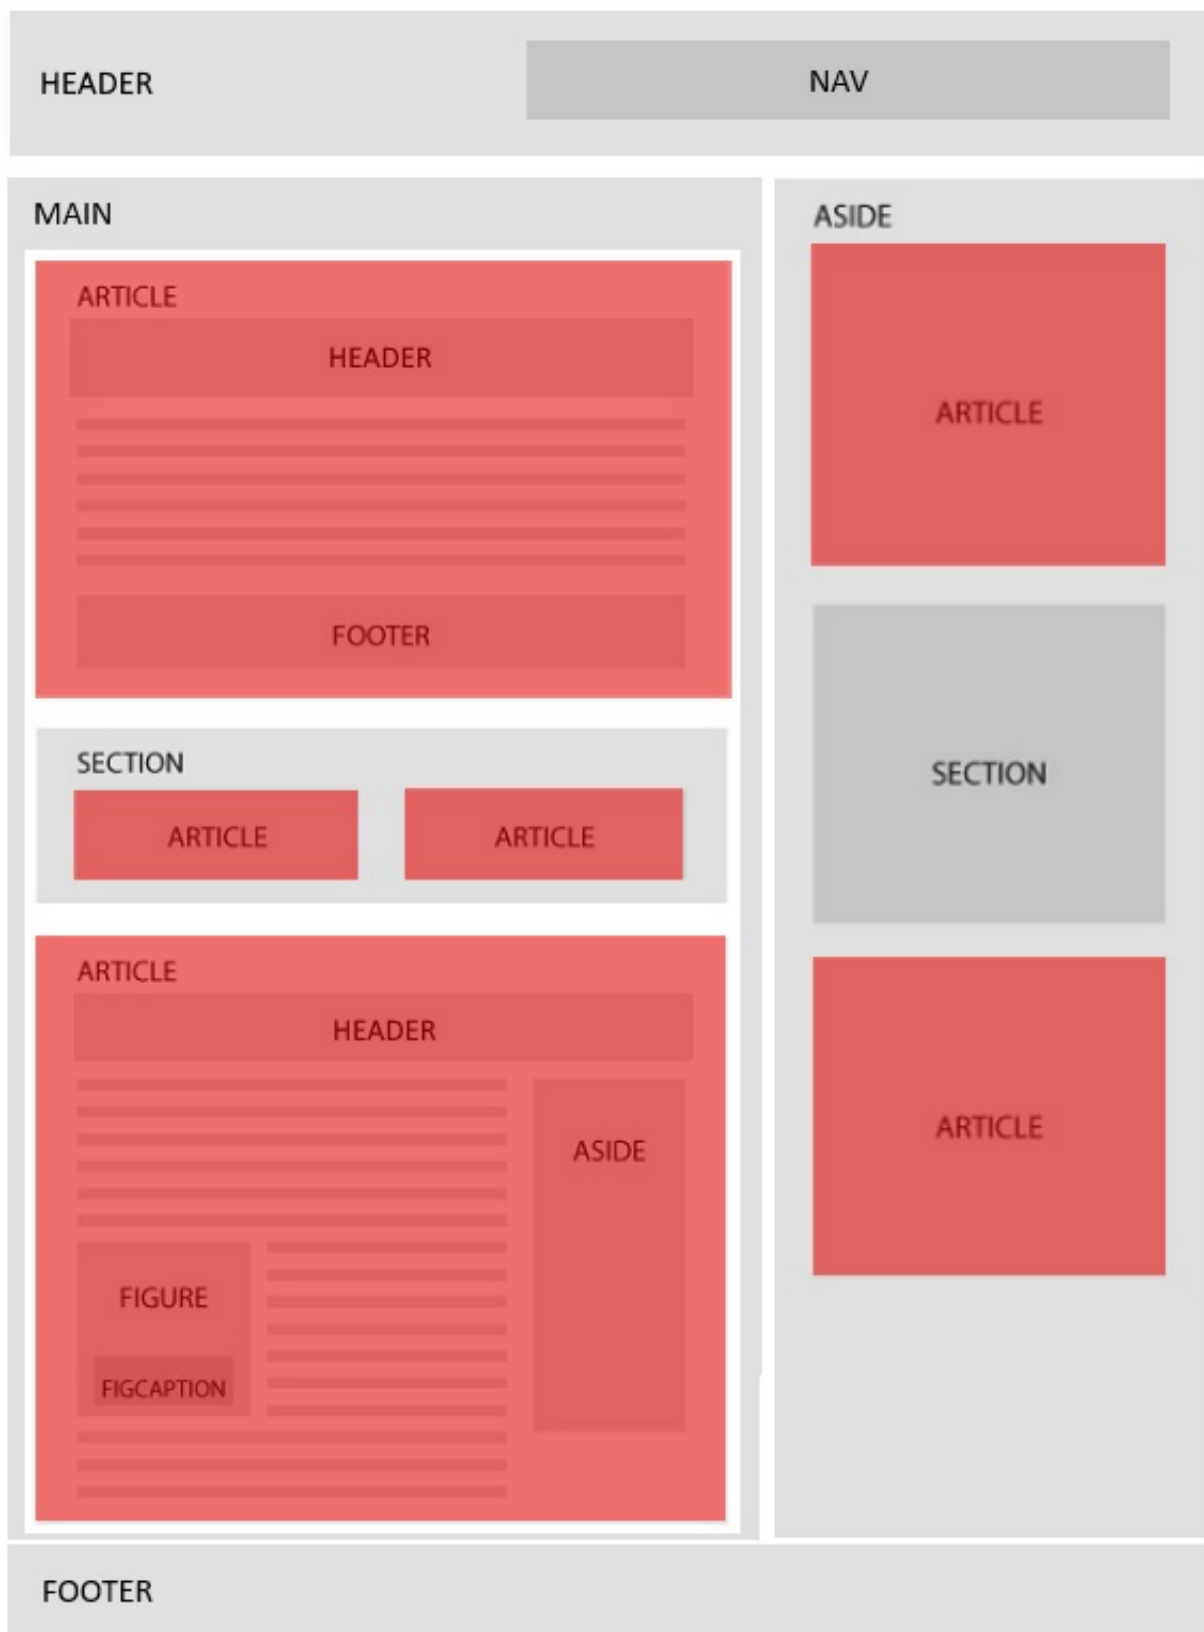 HEADER
NAV
MAIN
ARTICLE
HEADER
FOOTER
SECTION
ARTICLE
ARTICLE
ARTICLE
HEADER
ASIDE
FIGURE
FIGCAPTION
ASIDE
ARTICLE
SECTION
ARTICLE
FOOTER